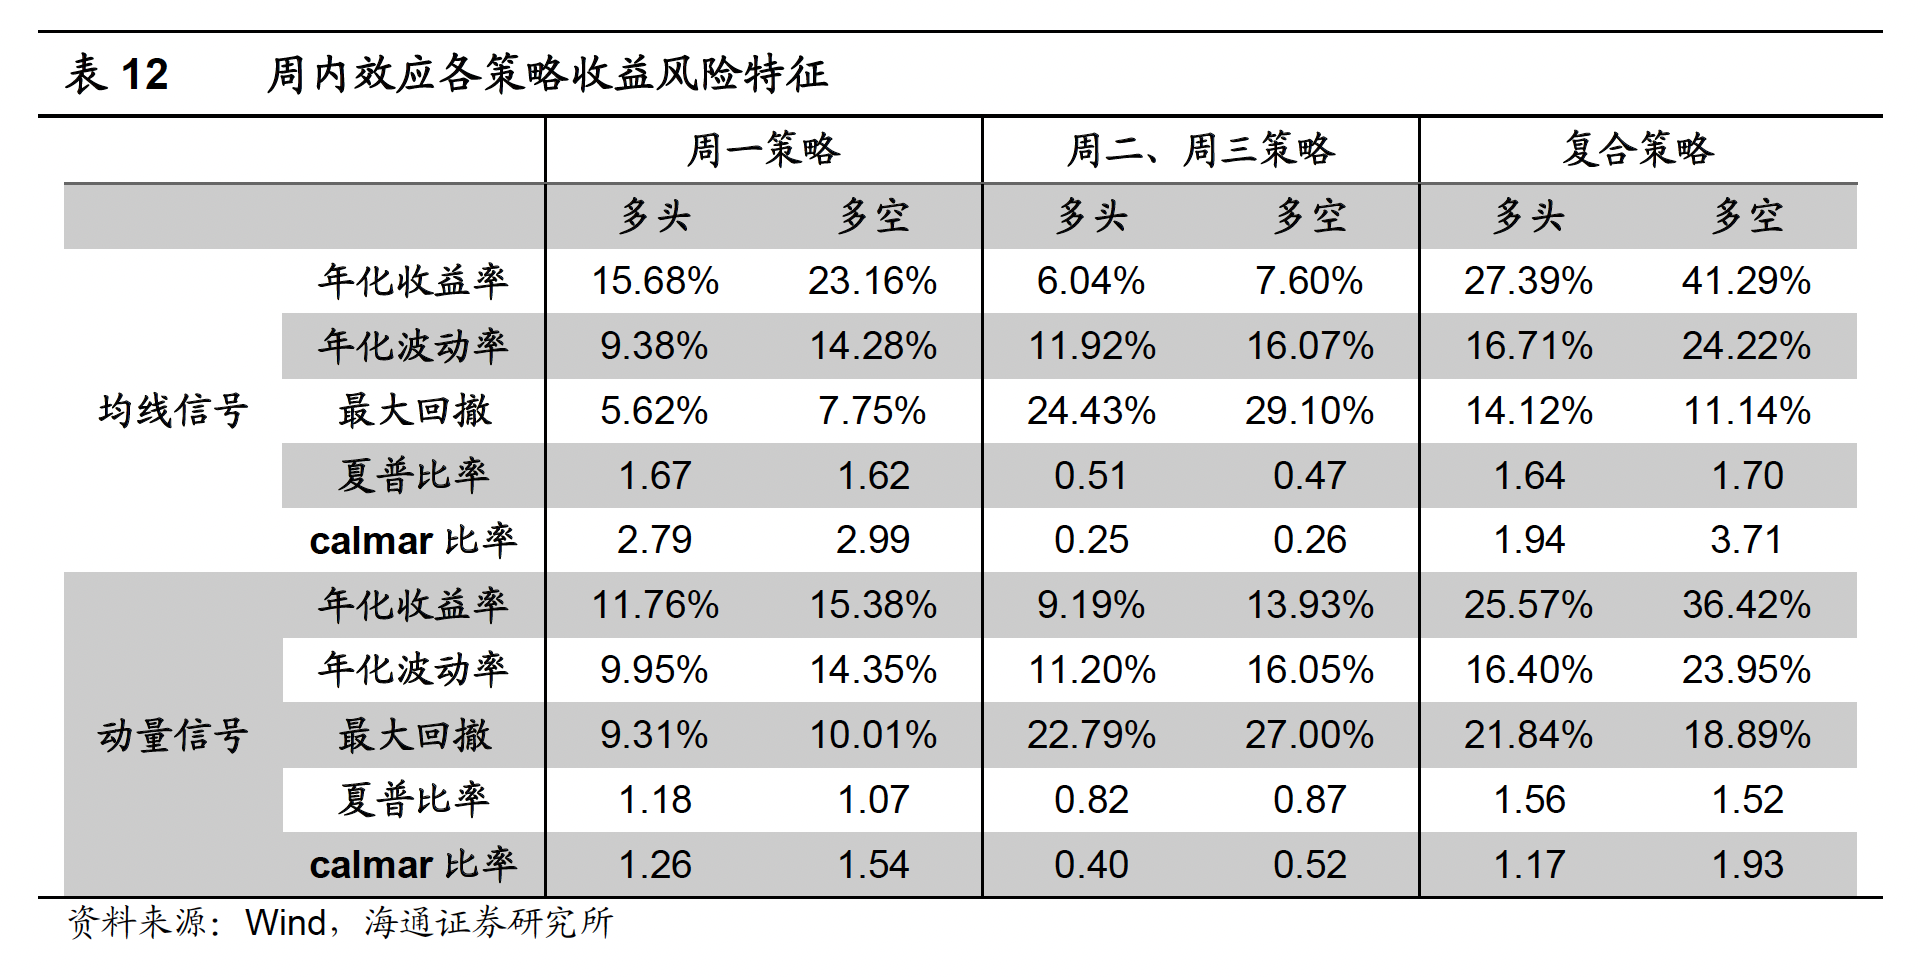 表 12 周内效应各策略收益风险特征
周一策略 周二、周三策略 复合策略
多头 多空 多头 多空 多头 多空
年化收益率 15.68% 23.16% 6.04% 7.60% 27.39% 41.29%
年化波动率 9.38% 14.28% 11.92% 16.07% 16.71% 24.22%
均线信号 最大回撤 5.62% 7.75% 24.43% 29.10% 14.12% 11.14%
夏普比率 1.67 1.62 0.51 0.47 1.64 1.70
calmar 比率 2.79 2.99 0.25 0.26 1.94 3.71
年化收益率 11.76% 15.38% 9.19% 13.93% 25.57% 36.42%
年化波动率 9.95% 14.35% 11.20% 16.05% 16.40% 23.95%
动量信号 最大回撤 9.31% 10.01% 22.79% 27.00% 21.84% 18.89%
夏普比率 1.18 1.07 0.82 0.87 1.56 1.52
calmar 比率 1.26 1.54 0.40 0.52 1.17 1.93
资料来源：Wind，海通证券研究所